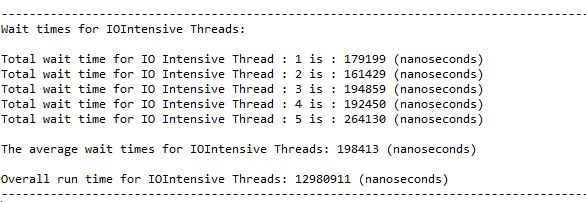 Wait times for IOIntensive Threads:
Total wait time for IO Intensive Thread : 1 is : 179199 (nanoseconds)
Total wait time for IO Intensive Thread : 2 is : 161429 (nanoseconds)
Total wait time for IO Intensive Thread : 3 is : 194859 (nanoseconds)
Total wait time for IO Intensive Thread : 4 is : 192450 (nanoseconds)
Total wait time for IO Intensive Thread : 5 is : 264130 (nanoseconds)
The average wait times for IOIntensive Threads: 198413 (nanoseconds)
Overall run time for IOIntensive Threads: 12980911 (nanoseconds)